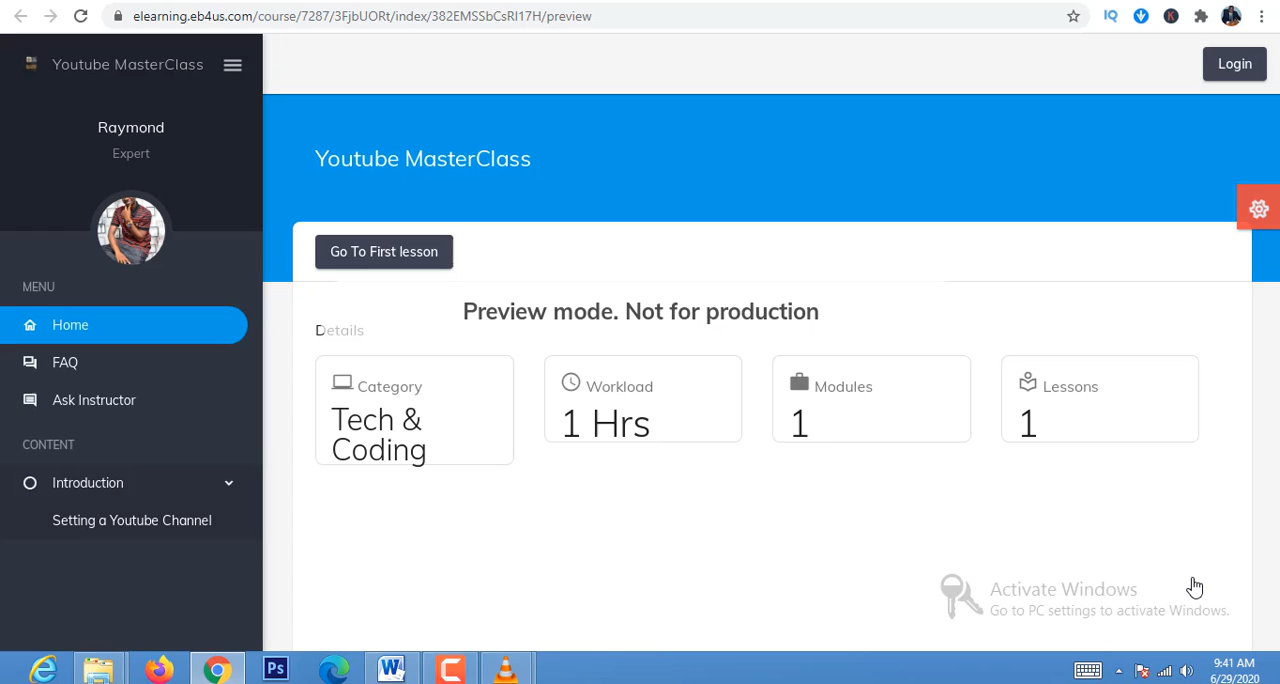 elearning.eb4us.com/course/7287/3FjbUORt/index/382EMSSbCsRI17H/preview
IQ
K
Youtube MasterClass
Login
Raymond
Expert
Youtube MasterClass
Go To First lesson
MENU
Home
Preview mode. Not for production
Details
FAQ
Category
Workload
Modules
Lessons
Ask Instructor
Tech &
Coding
1 Hrs
1
1
CONTENT
Introduction
Setting a Youtube Channel
Activate Windows
Go to PC settings to activate Windows.
Ps
W
9:41 AM
6/29/2020